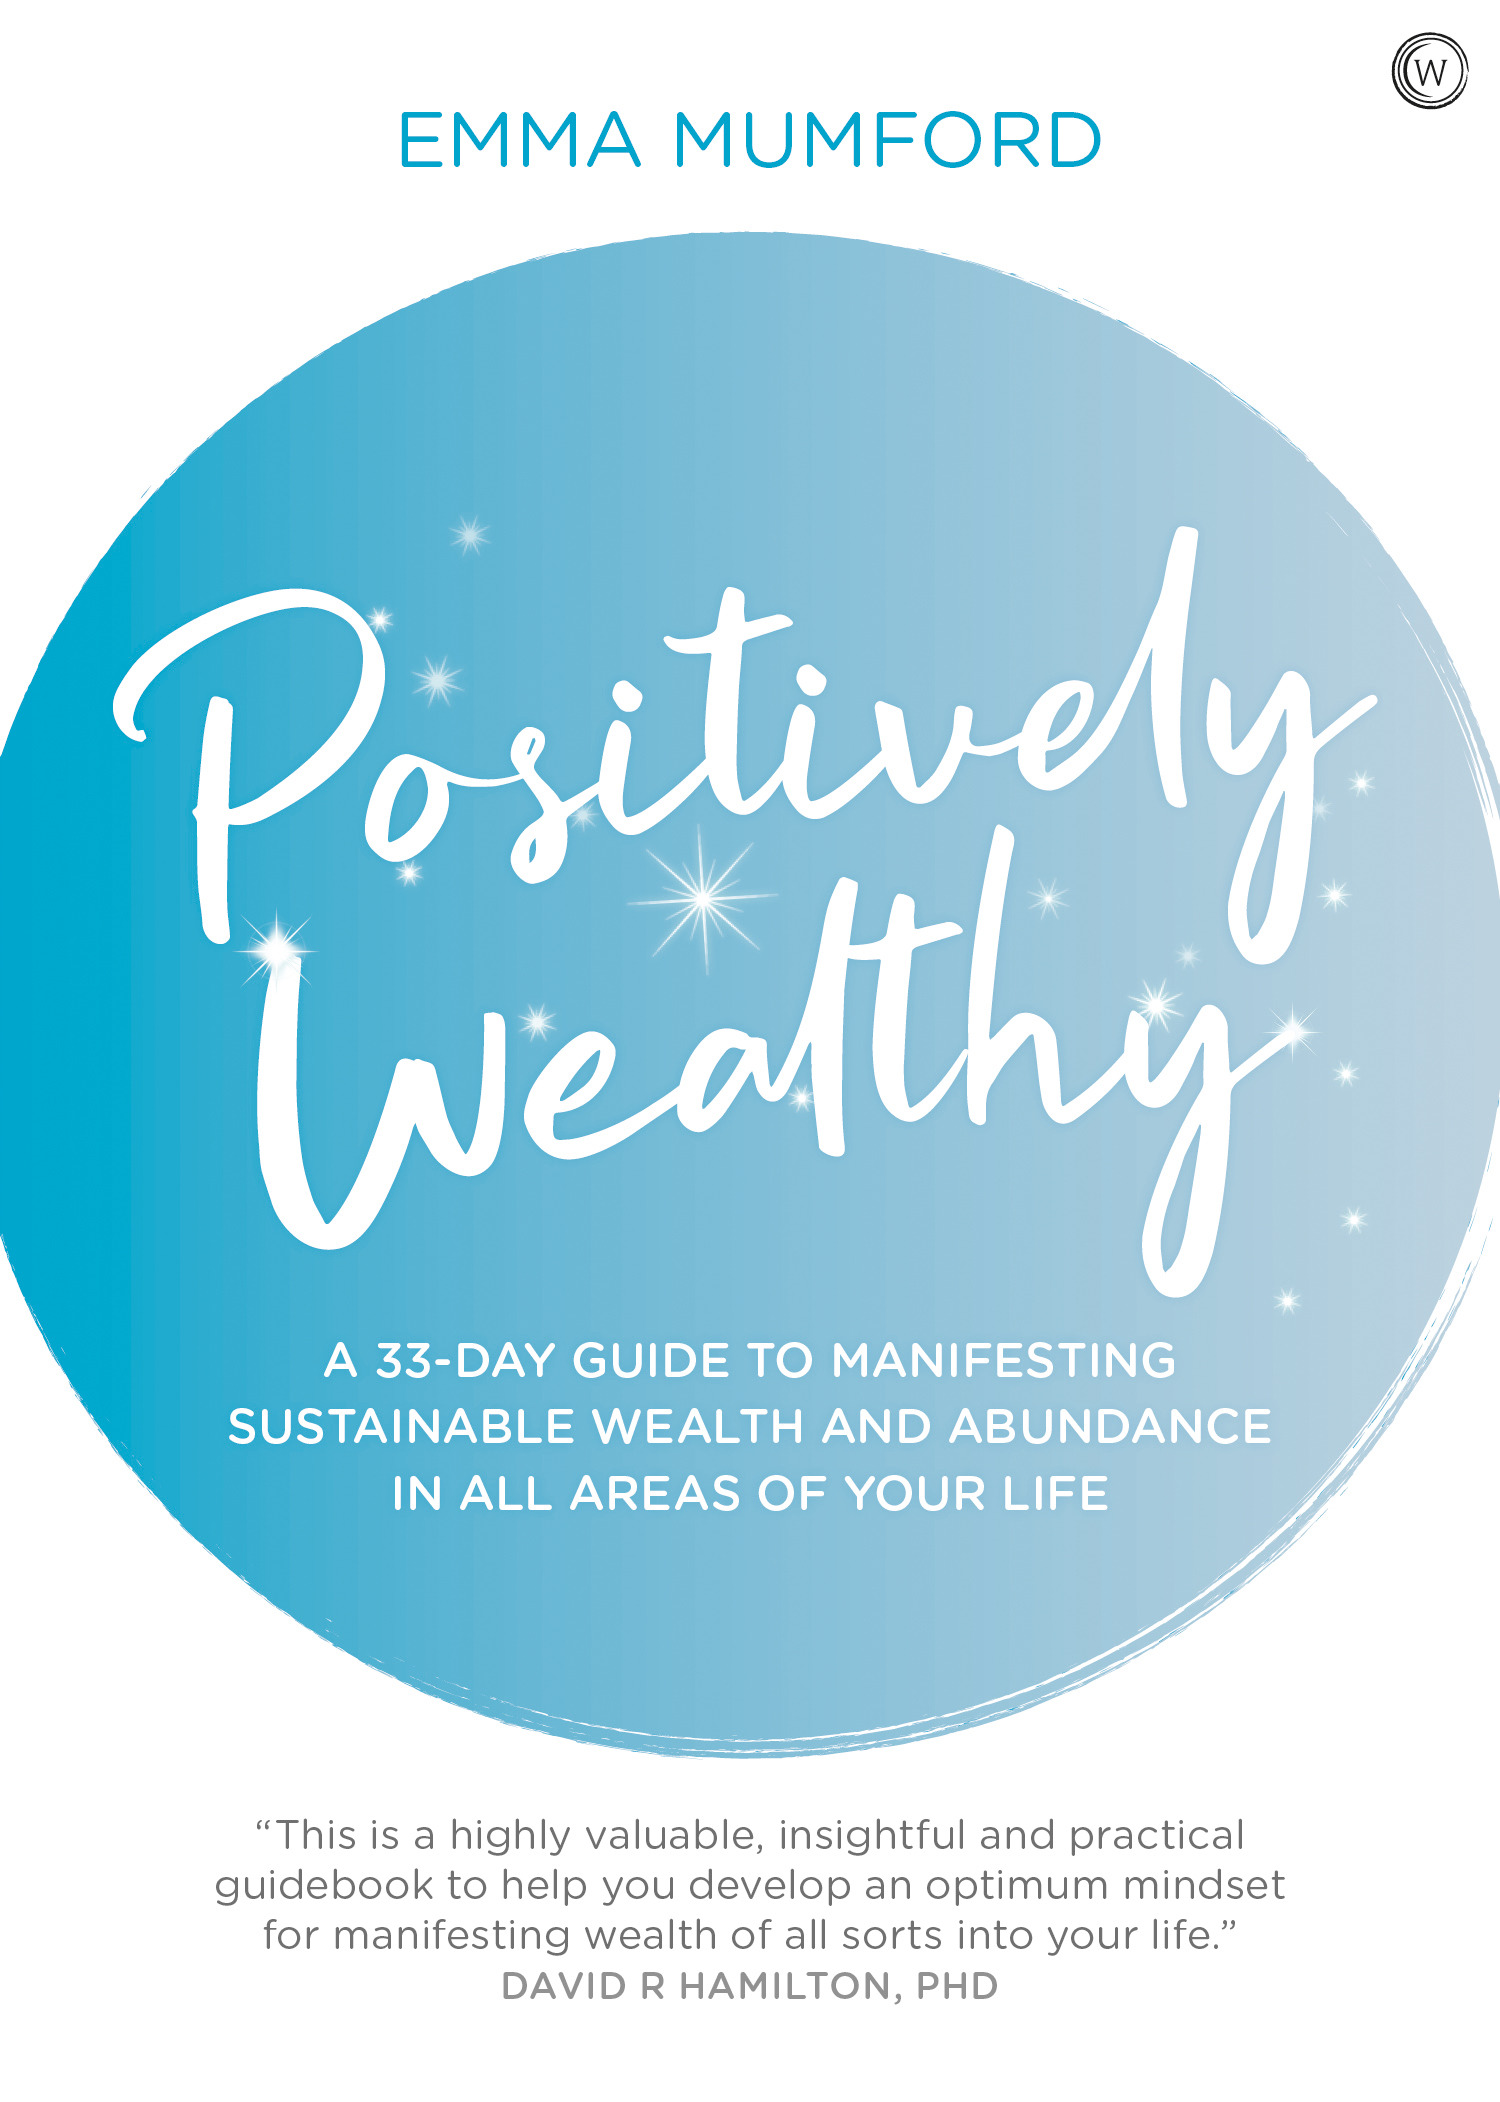 W
EMMA MUMFORD
Positively
Wealthy
A 33-DAY GUIDE TO MANIFESTING
SUSTAINABLE WEALTH AND ABUNDANCE
IN ALL AREAS OF YOUR LIFE
“This is a highly valuable, insightful and practical
guidebook to help you develop an optimum mindset
for manifesting wealth of all sorts into your life.”
DAVID R HAMILTON, PHD